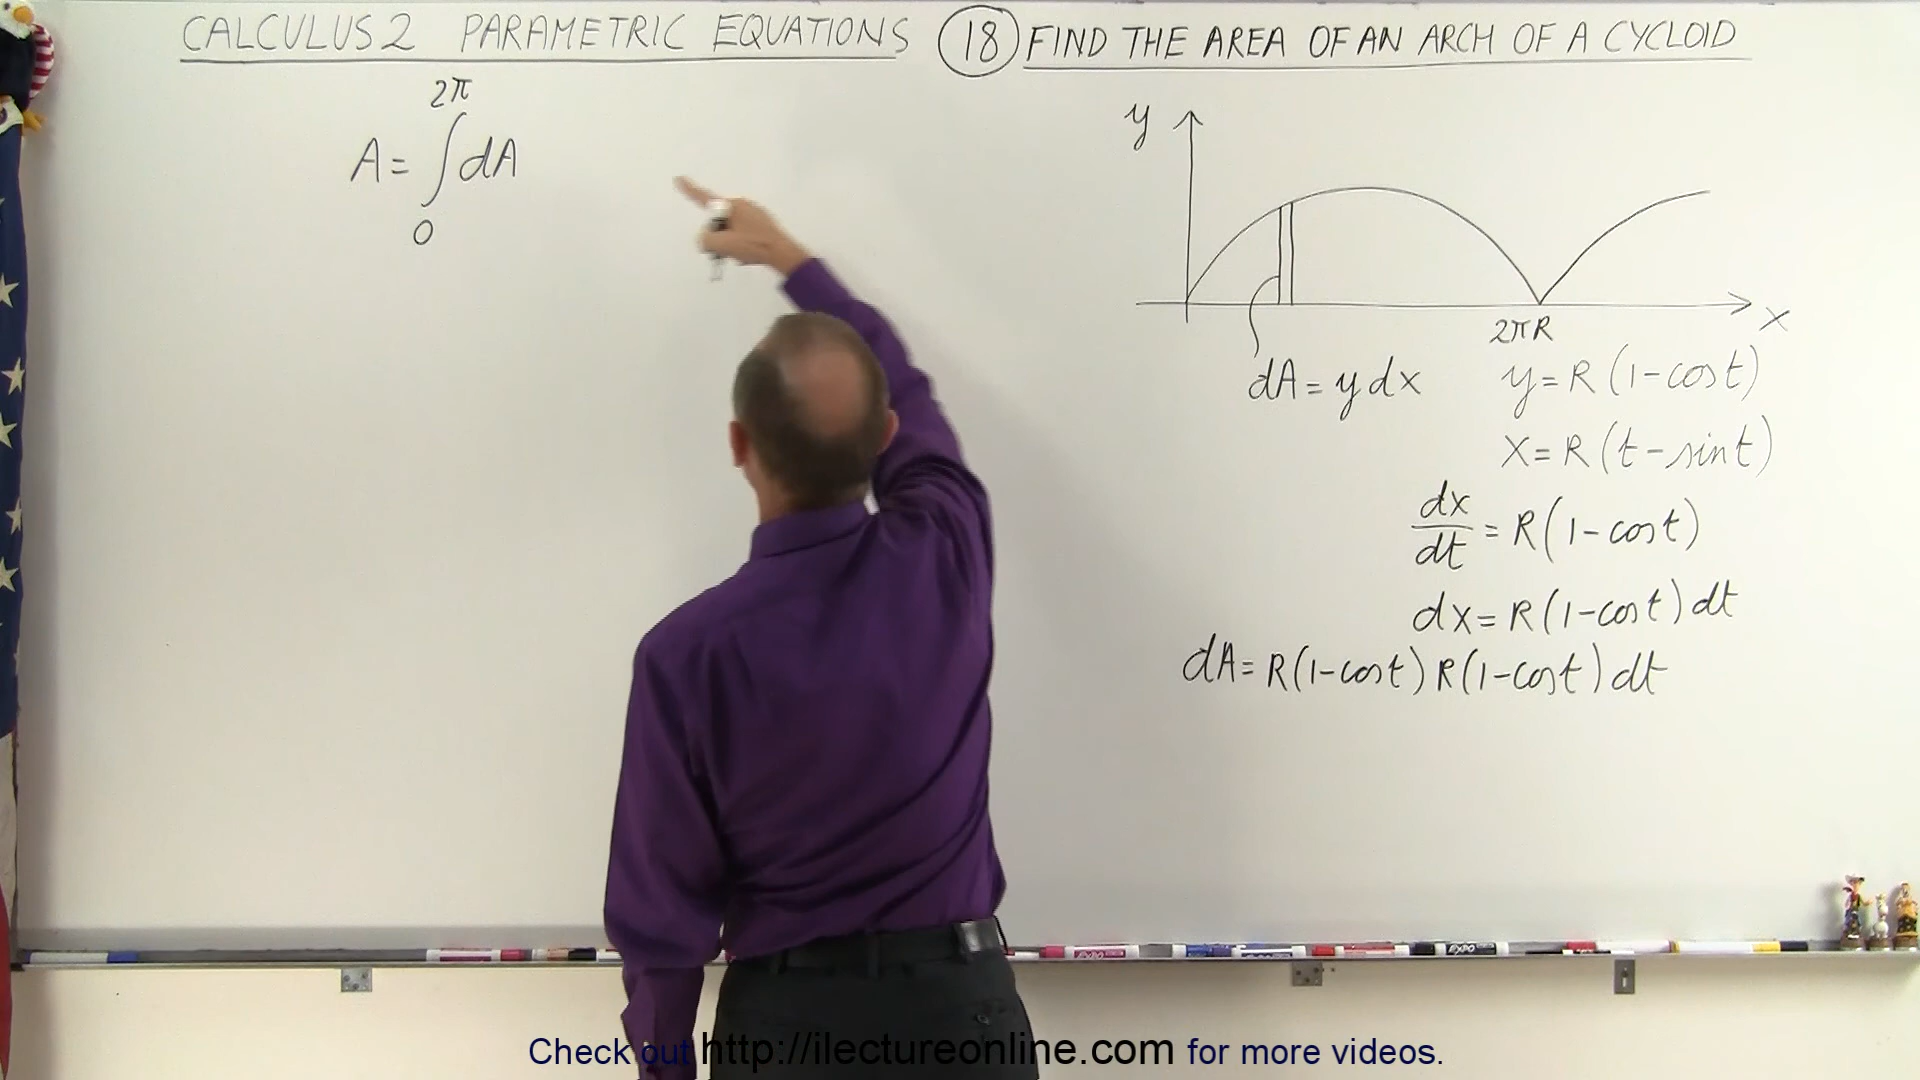 CALCULUS 2 PARAMETRIC EQUATIONS (18) FIND THE AREA OF AN ARCH OF A CYCLOID
2π
A = ∫ dA
0
y
x
2πR
dA = y dx
y = R(1-cos t)
x = R(t-sin t)
dx/dt = R(1-cos t)
dx = R(1-cos t) dt
dA = R(1-cos t) R(1-cos t) dt
EXPO
EXPO
Check out http://ilectureonline.com for more videos.